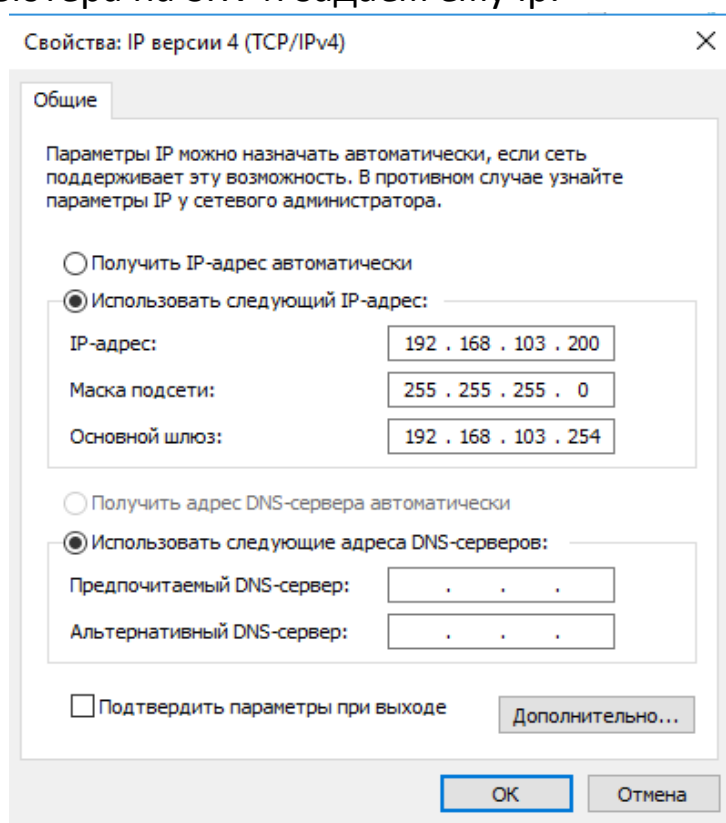 Свойства: IP версии 4 (TCP/IPv4)
Общие
Параметры IP можно назначать автоматически, если сеть
поддерживает эту возможность. В противном случае узнайте
параметры IP у сетевого администратора.
Получить IP-адрес автоматически
Использовать следующий IP-адрес:
IP-адрес: 192 . 168 . 103 . 200
Маска подсети: 255 . 255 . 255 . 0
Основной шлюз: 192 . 168 . 103 . 254
Получить адрес DNS-сервера автоматически
Использовать следующие адреса DNS-серверов:
Предпочитаемый DNS-сервер: . . .
Альтернативный DNS-сервер: . . .
Подтвердить параметры при выходе
Дополнительно...
ОК Отмена